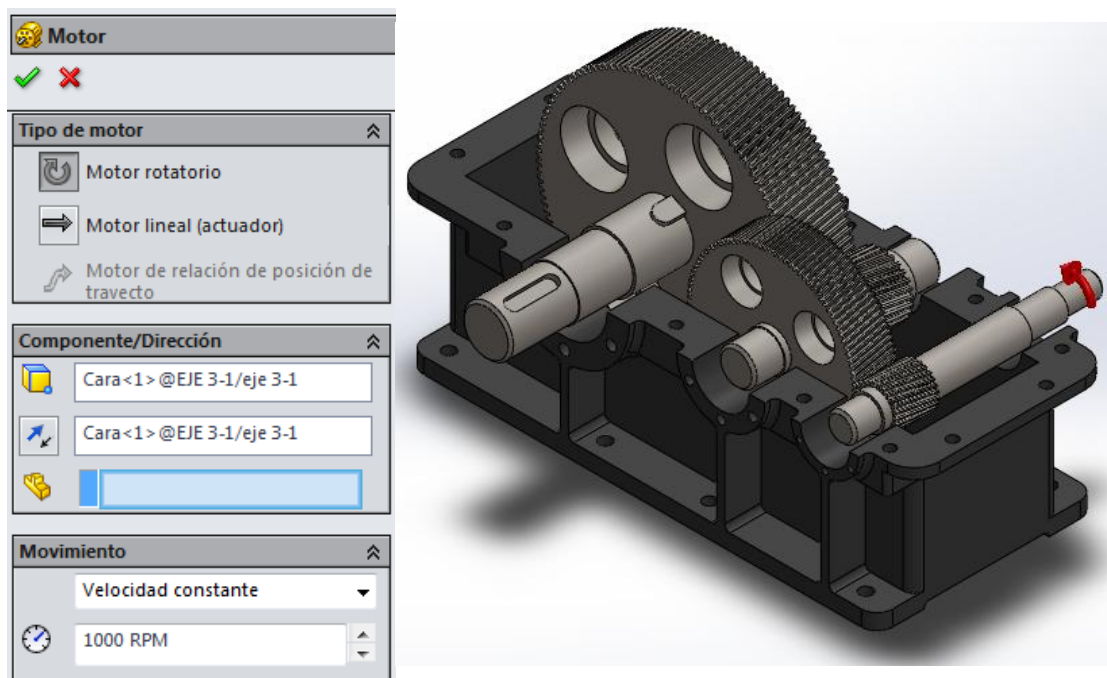 Motor
Tipo de motor
Motor rotatorio
Motor lineal (actuador)
Motor de relación de posición de
travecto
Componente/Dirección
Cara<1>@EJE 3-1/eje 3-1
Cara<1>@EJE 3-1/eje 3-1
Movimiento
Velocidad constante
1000 RPM